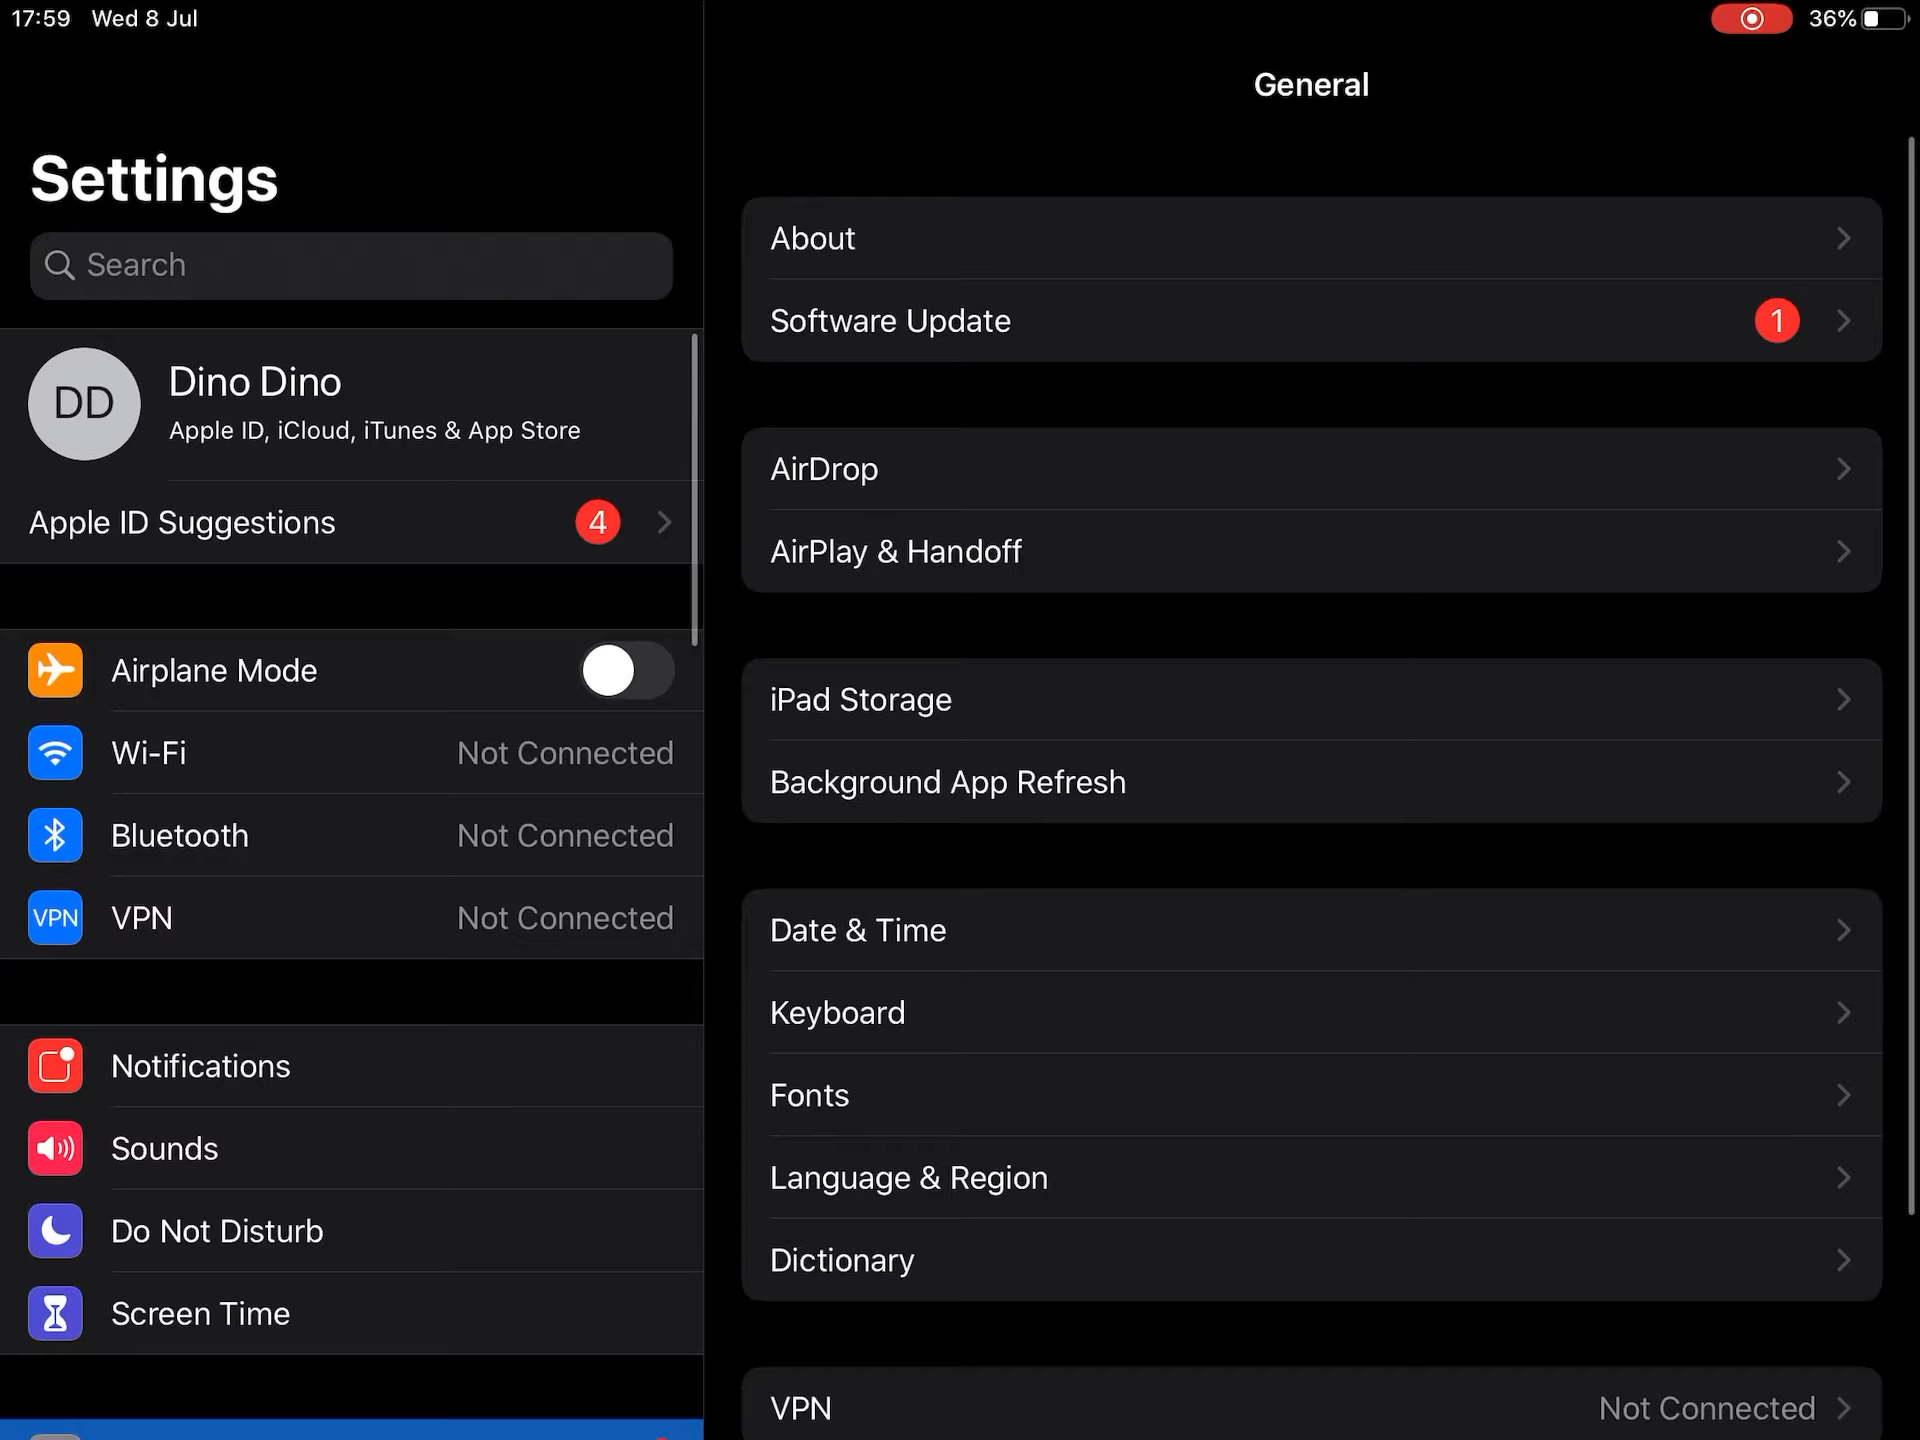 17:59 Wed 8 Jul
36%
Settings
Search
DD
Dino Dino
Apple ID, iCloud, iTunes & App Store
Apple ID Suggestions 4
Airplane Mode
Wi-Fi Not Connected
Bluetooth Not Connected
VPN VPN Not Connected
Notifications
Sounds
Do Not Disturb
Screen Time
General
About
Software Update 1
AirDrop
AirPlay & Handoff
iPad Storage
Background App Refresh
Date & Time
Keyboard
Fonts
Language & Region
Dictionary
VPN Not Connected